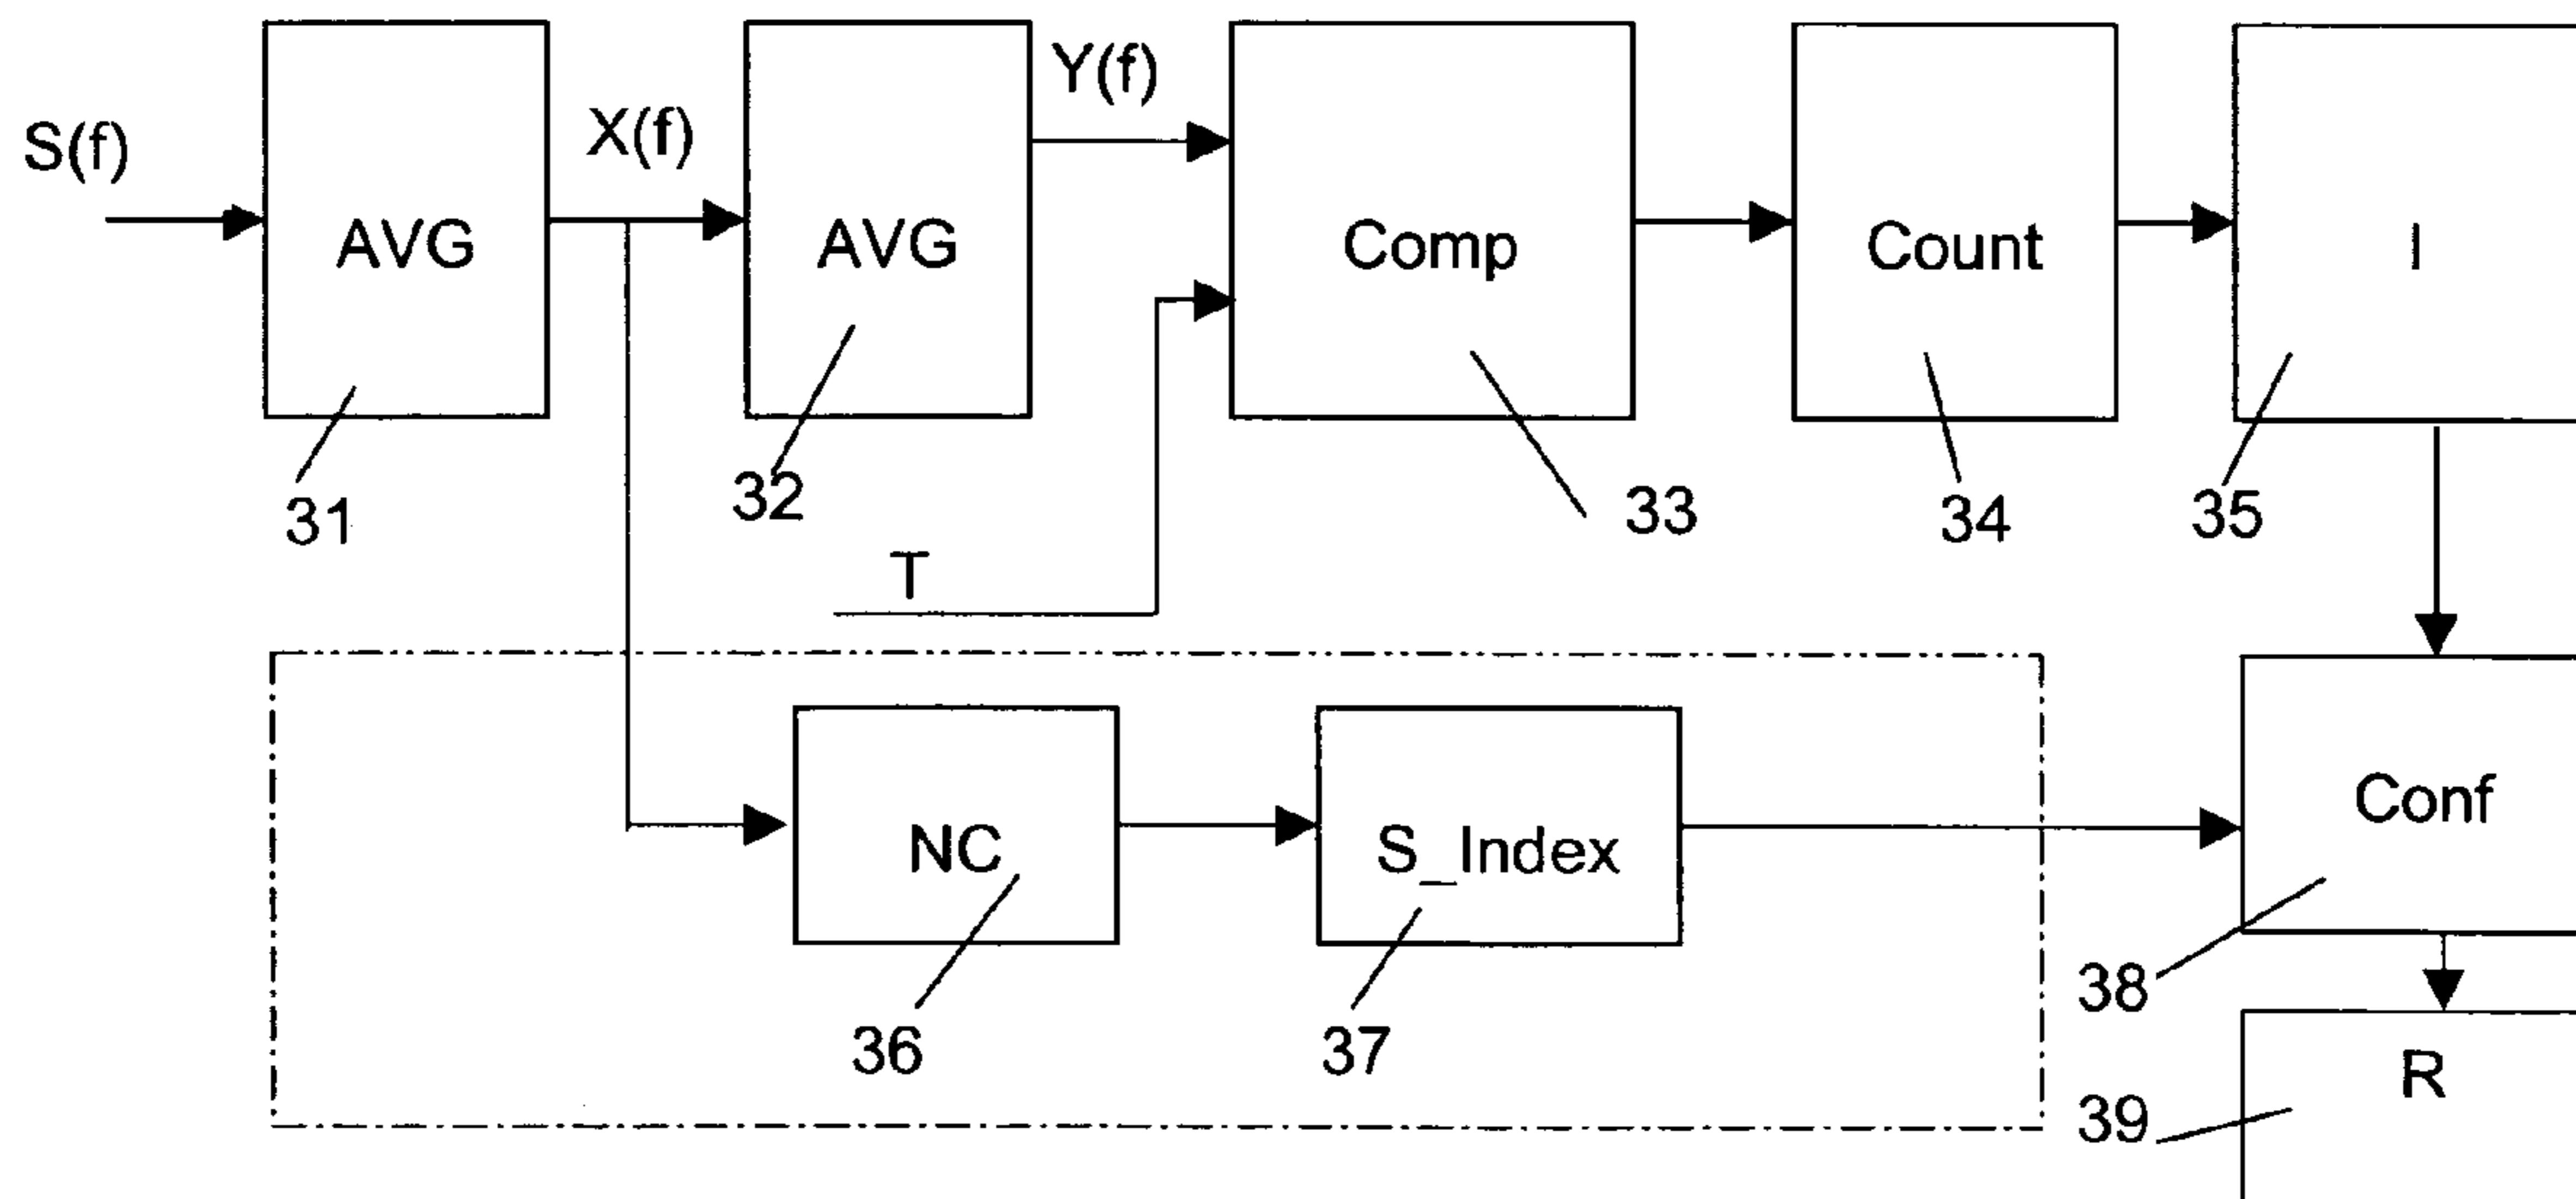 S(f)
AVG
31
X(f)
AVG
32
Y(f)
T
Comp
33
Count
34
I
35
NC
36
S_Index
37
Conf
38
R
39